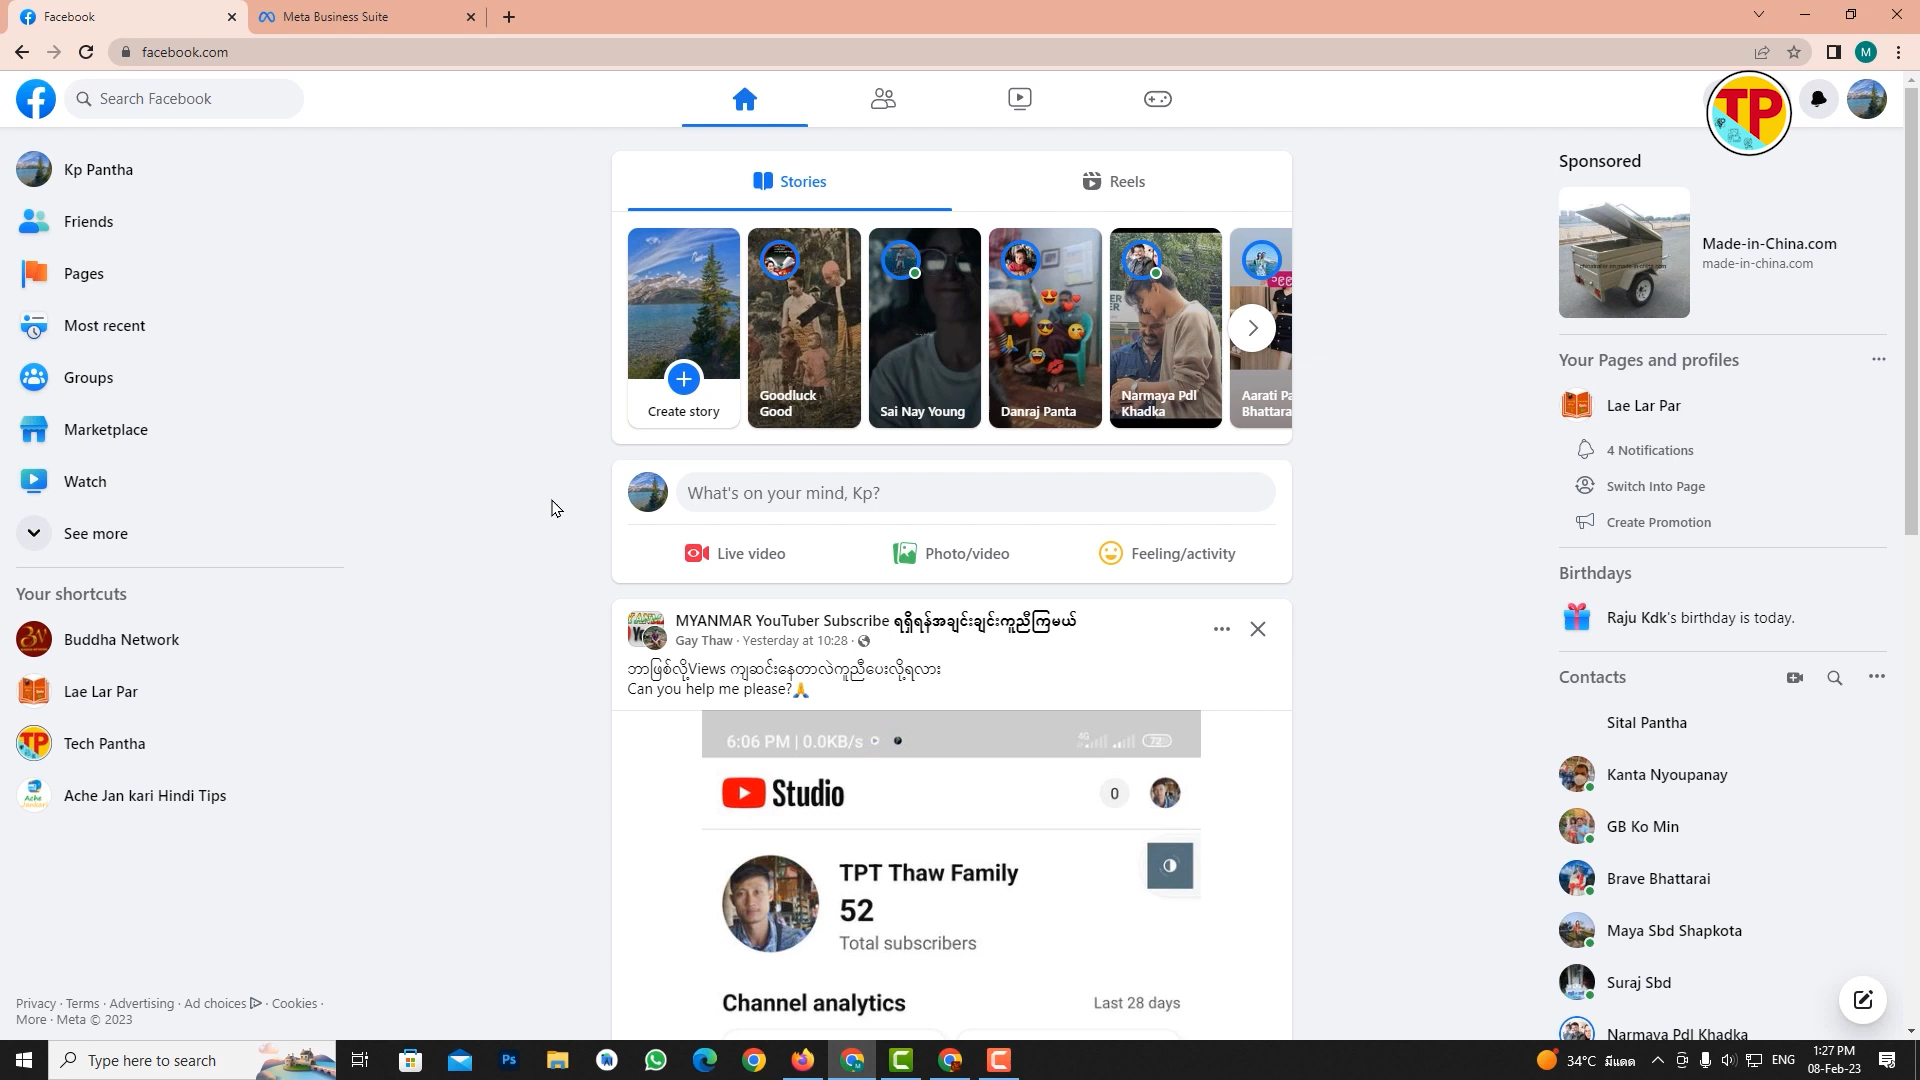 Facebook
Meta Business Suite
facebook.com
M
Search Facebook
TP
Kp Pantha
Friends
Pages
Most recent
Groups
Marketplace
Watch
See more
Your shortcuts
Buddha Network
Lae Lar Par
TP
Tech Pantha
Ache Jan kari Hindi Tips
Privacy · Terms · Advertising · Ad choices · Cookies ·
More · Meta © 2023
Stories
Reels
Create story
Goodluck
Good
Sai Nay Young
Danraj Panta
Narmaya Pdl
Khadka
Aarati Pa
Bhattara
What's on your mind, Kp?
Live video
Photo/video
Feeling/activity
MYANMAR YouTuber Subscribe ရရှိရန်အချင်းချင်းကူညီကြမယ်
Gay Thaw · Yesterday at 10:28 ·
ဘာဖြစ်လို့Views ကျဆင်းနေတာလဲကူညီပေးလို့ရလား
Can you help me please?🙏
6:06 PM | 0.0KB/s
4G
72
Studio
0
TPT Thaw Family
52
Total subscribers
Channel analytics
Last 28 days
Sponsored
Made-in-China.com
made-in-china.com
Your Pages and profiles
Lae Lar Par
4 Notifications
Switch Into Page
Create Promotion
Birthdays
Raju Kdk's birthday is today.
Contacts
Sital Pantha
Kanta Nyoupanay
GB Ko Min
Brave Bhattarai
Maya Sbd Shapkota
Suraj Sbd
Narmaya Pdl Khadka
Type here to search
Ps
34°C
ENG
1:27 PM
08-Feb-23